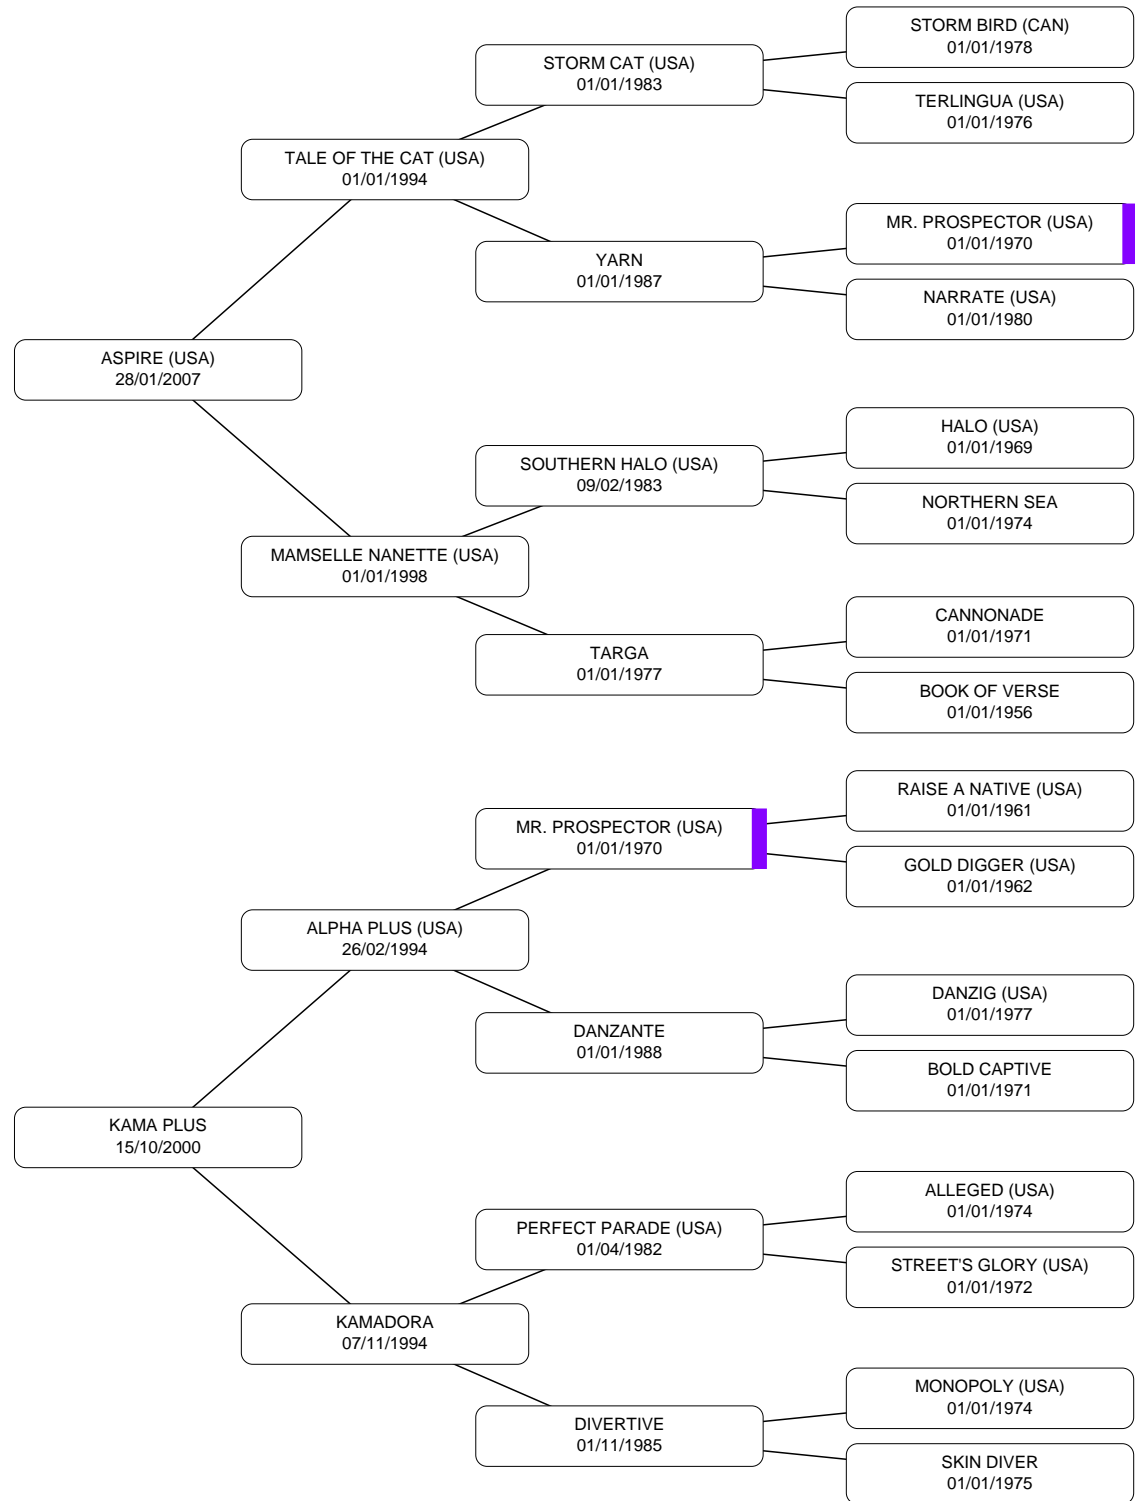 STORM BIRD (CAN)
01/01/1978
STORM CAT (USA)
01/01/1983
TERLINGUA (USA)
01/01/1976
TALE OF THE CAT (USA)
01/01/1994
MR. PROSPECTOR (USA)
01/01/1970
YARN
01/01/1987
NARRATE (USA)
01/01/1980
ASPIRE (USA)
28/01/2007
HALO (USA)
01/01/1969
SOUTHERN HALO (USA)
09/02/1983
NORTHERN SEA
01/01/1974
MAMSELLE NANETTE (USA)
01/01/1998
CANNONADE
01/01/1971
TARGA
01/01/1977
BOOK OF VERSE
01/01/1956
RAISE A NATIVE (USA)
01/01/1961
MR. PROSPECTOR (USA)
01/01/1970
GOLD DIGGER (USA)
01/01/1962
ALPHA PLUS (USA)
26/02/1994
DANZIG (USA)
01/01/1977
DANZANTE
01/01/1988
BOLD CAPTIVE
01/01/1971
KAMA PLUS
15/10/2000
ALLEGED (USA)
01/01/1974
PERFECT PARADE (USA)
01/04/1982
STREET'S GLORY (USA)
01/01/1972
KAMADORA
07/11/1994
MONOPOLY (USA)
01/01/1974
DIVERTIVE
01/11/1985
SKIN DIVER
01/01/1975